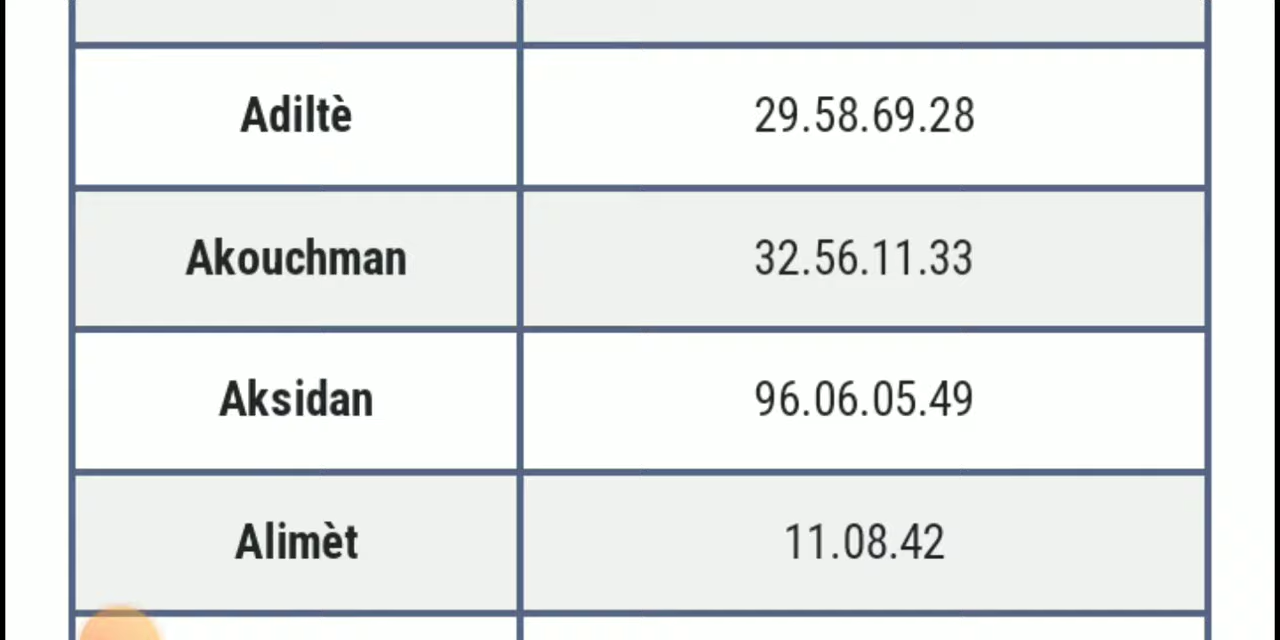 Adiltè 29.58.69.28
Akouchman 32.56.11.33
Aksidan 96.06.05.49
Alimèt 11.08.42